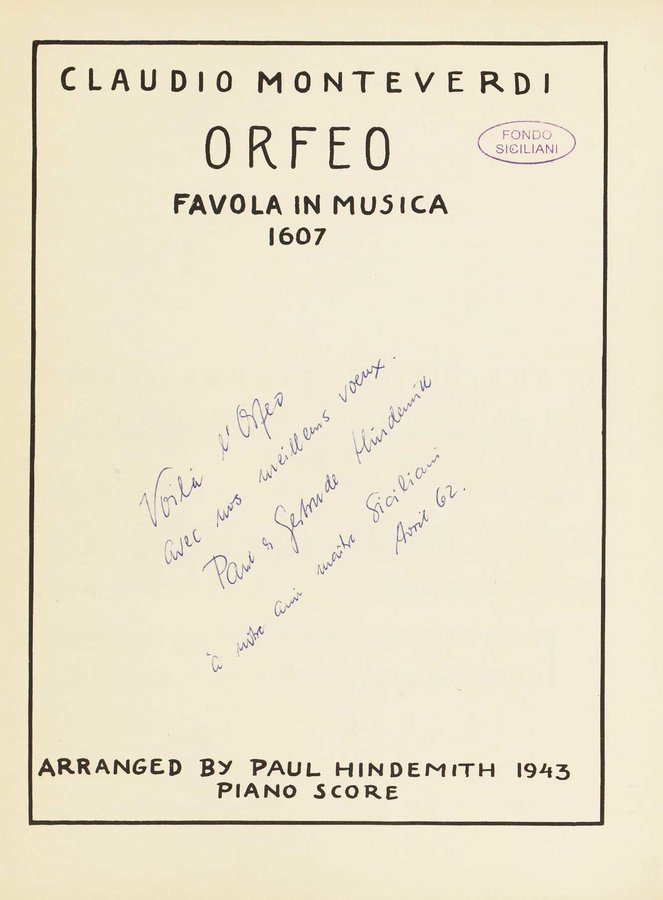 CLAUDIO MONTEVERDI
ORFEO
FONDO
SICILIANI
FAVOLA IN MUSICA
1607
Voilà l'Orfeo
avec nos meilleurs voeux.
Paul & Gertrude Hindemith
à notre ami maître Siciliani
Avril 62.
ARRANGED BY PAUL HINDEMITH 1943
PIANO SCORE